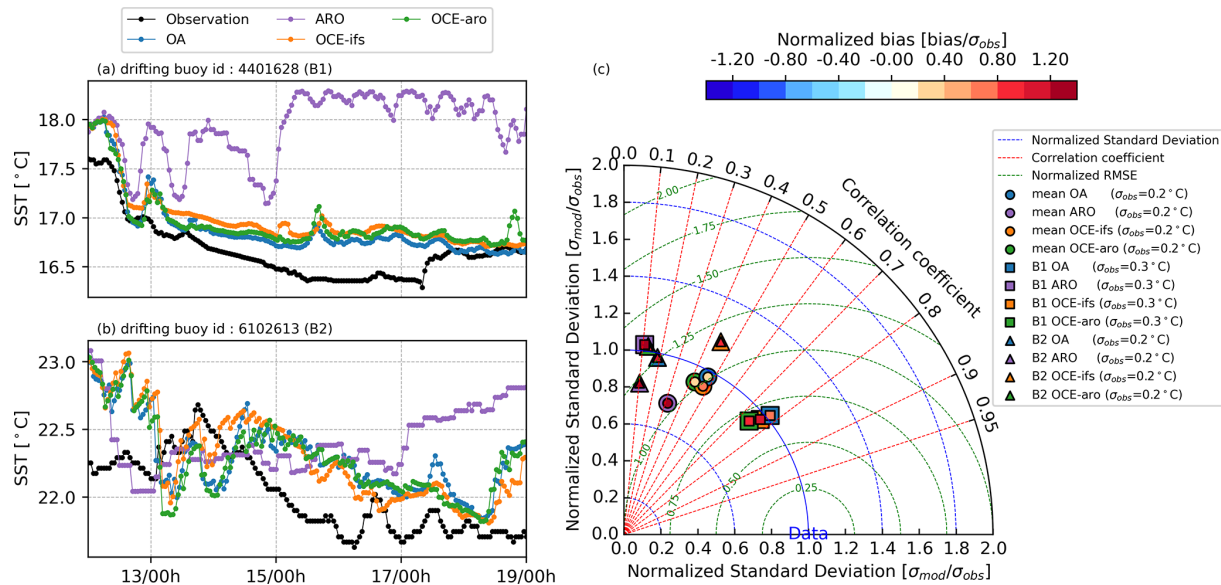 Observation
OA
ARO
OCE-ifs
OCE-aro
(a) drifting buoy id : 4401628 (B1)
SST [°C]
18.0
17.5
17.0
16.5
(b) drifting buoy id : 6102613 (B2)
SST [°C]
23.0
22.5
22.0
13/00h 15/00h 17/00h 19/00h
(c)
Normalized bias [bias/σobs]
-1.20 -0.80 -0.40 -0.00 0.40 0.80 1.20
Normalized Standard Deviation
Correlation coefficient
Normalized RMSE
mean OA (σobs=0.2°C)
mean ARO (σobs=0.2°C)
mean OCE-ifs (σobs=0.2°C)
mean OCE-aro (σobs=0.2°C)
B1 OA (σobs=0.3°C)
B1 ARO (σobs=0.3°C)
B1 OCE-ifs (σobs=0.3°C)
B1 OCE-aro (σobs=0.3°C)
B2 OA (σobs=0.2°C)
B2 ARO (σobs=0.2°C)
B2 OCE-ifs (σobs=0.2°C)
B2 OCE-aro (σobs=0.2°C)
Correlation coefficient
0.0 0.1 0.2 0.3 0.4 0.5 0.6 0.7 0.8 0.9 0.95
Normalized Standard Deviation [σmod/σobs]
2.0
1.8
1.6
1.4
1.2
1.0
0.8
0.6
0.4
0.2
0.0
2.00
1.75
1.50
1.25
1.00
0.75
0.50
0.25
Data
0.0 0.2 0.4 0.6 0.8 1.0 1.2 1.4 1.6 1.8 2.0
Normalized Standard Deviation [σmod/σobs]